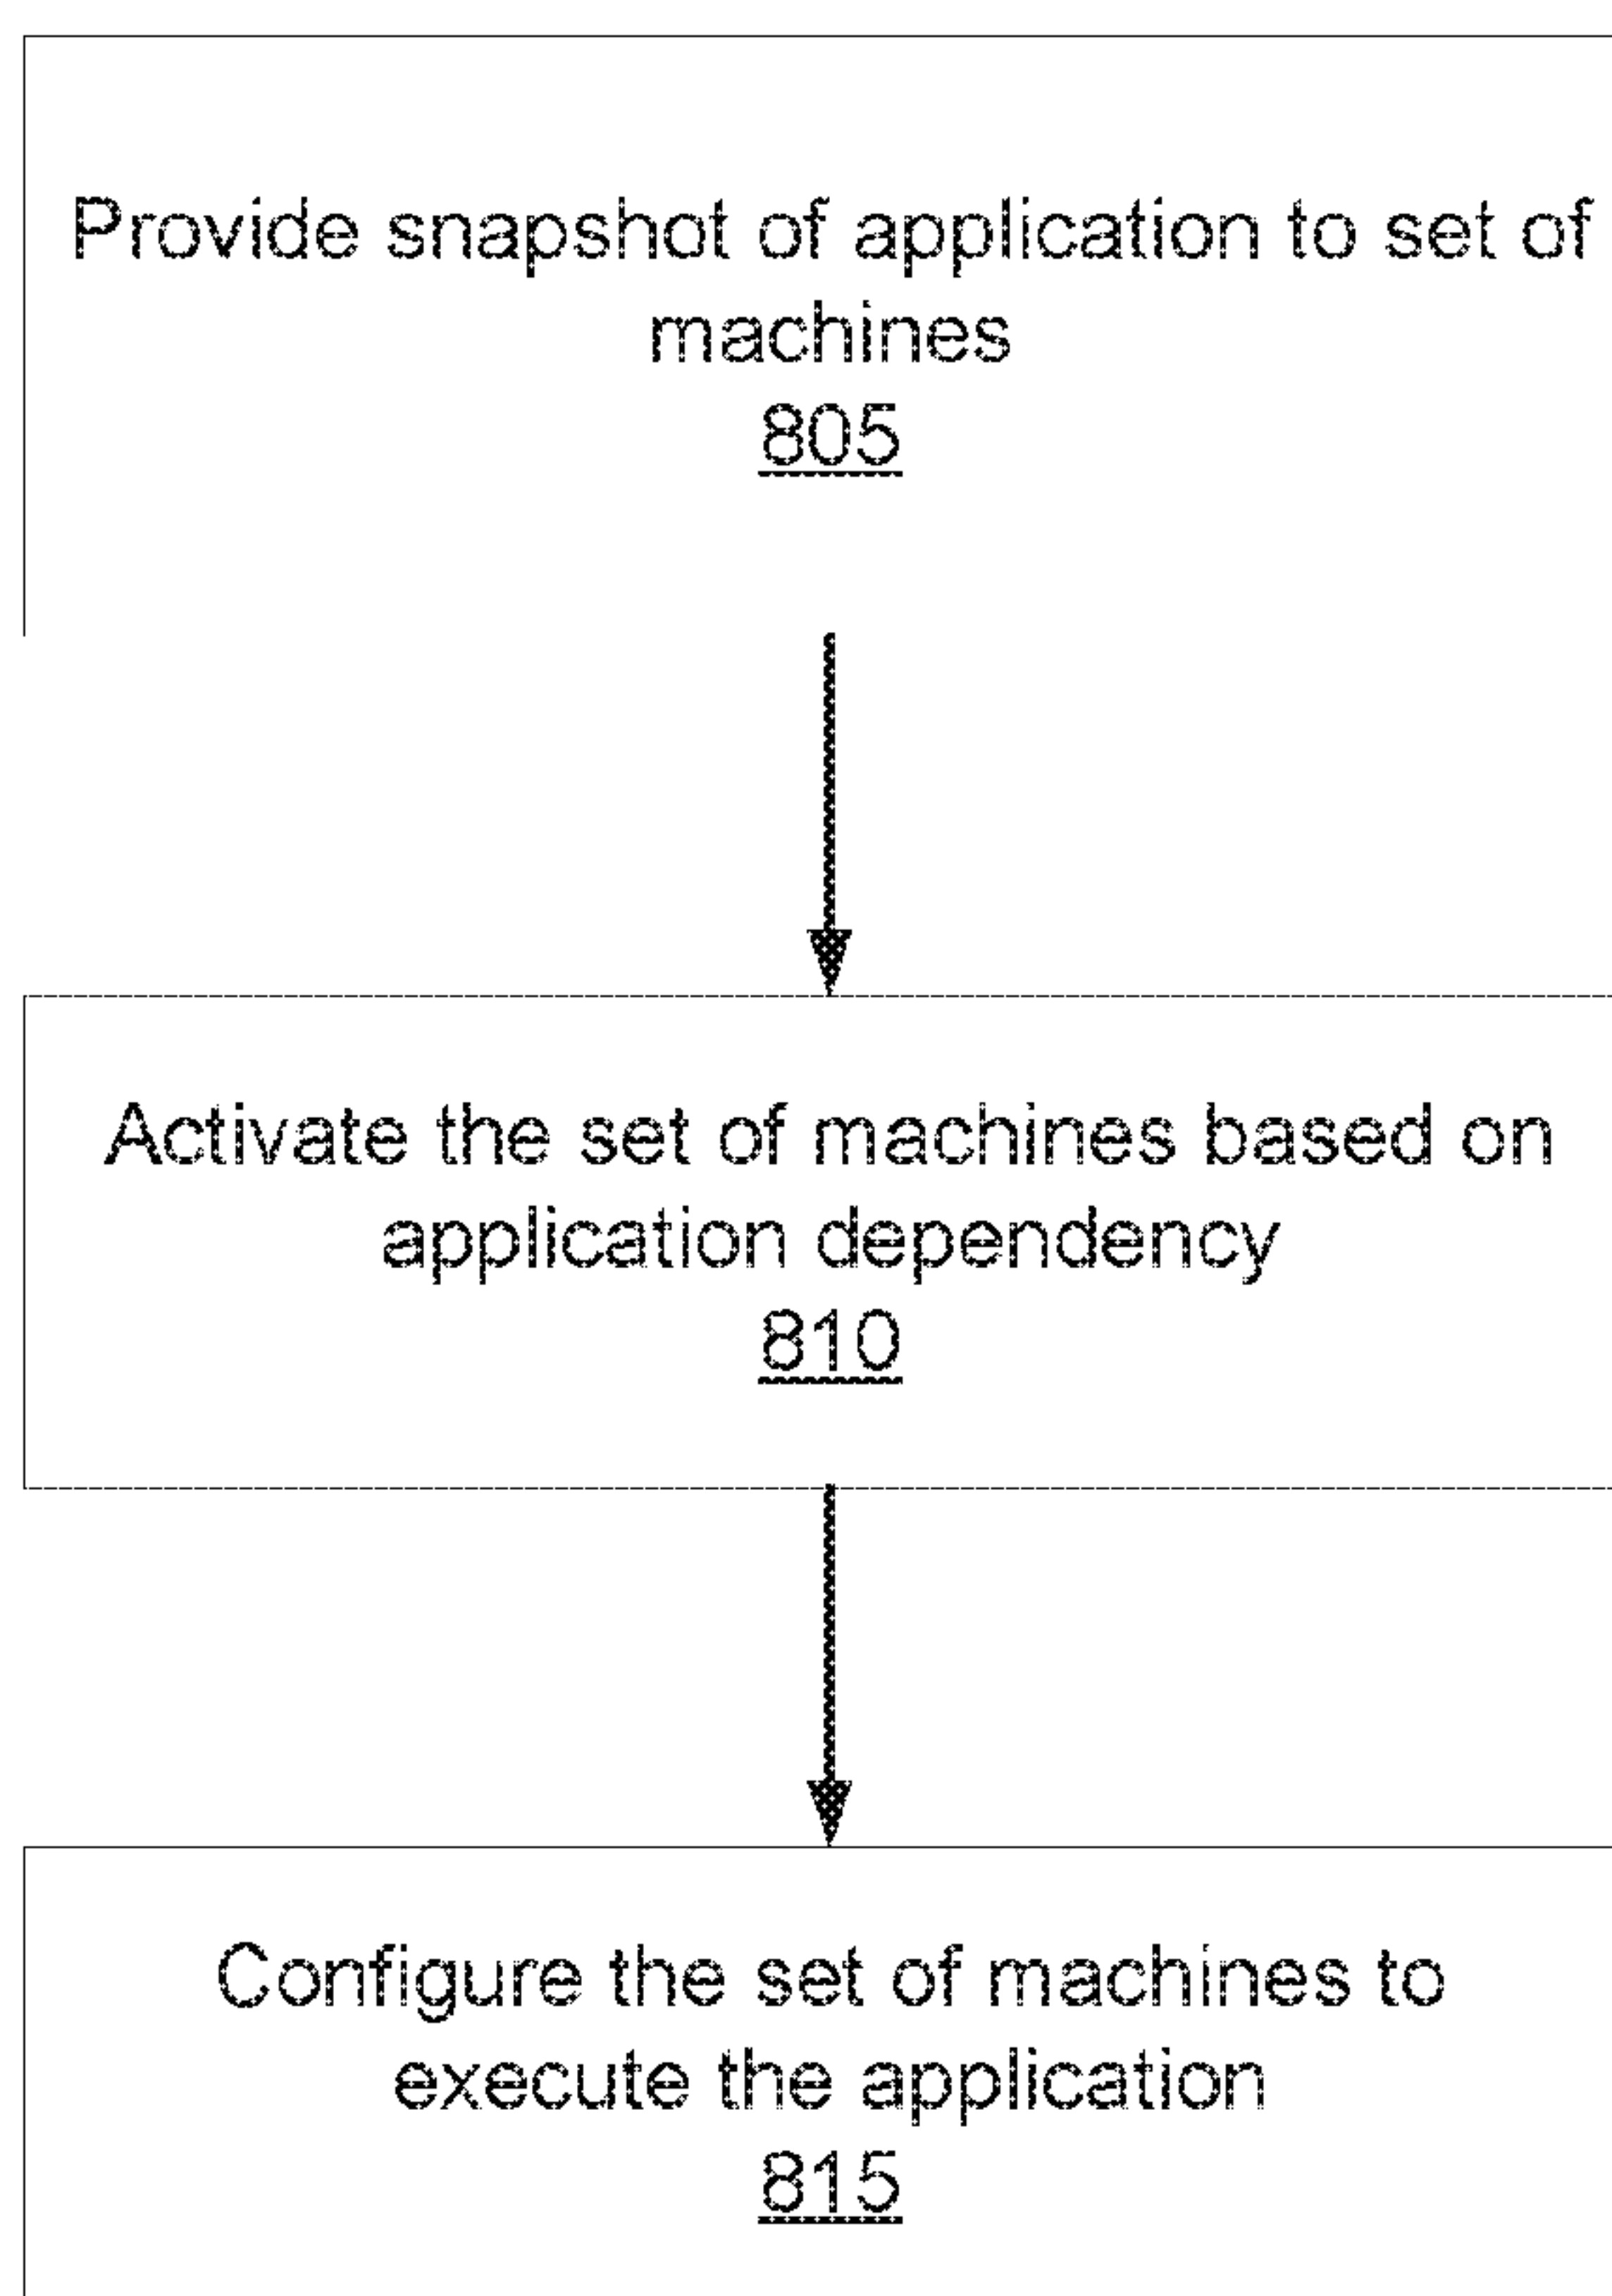 Provide snapshot of application to set of
machines
805
Activate the set of machines based on
application dependency
810
Configure the set of machines to
execute the application
815